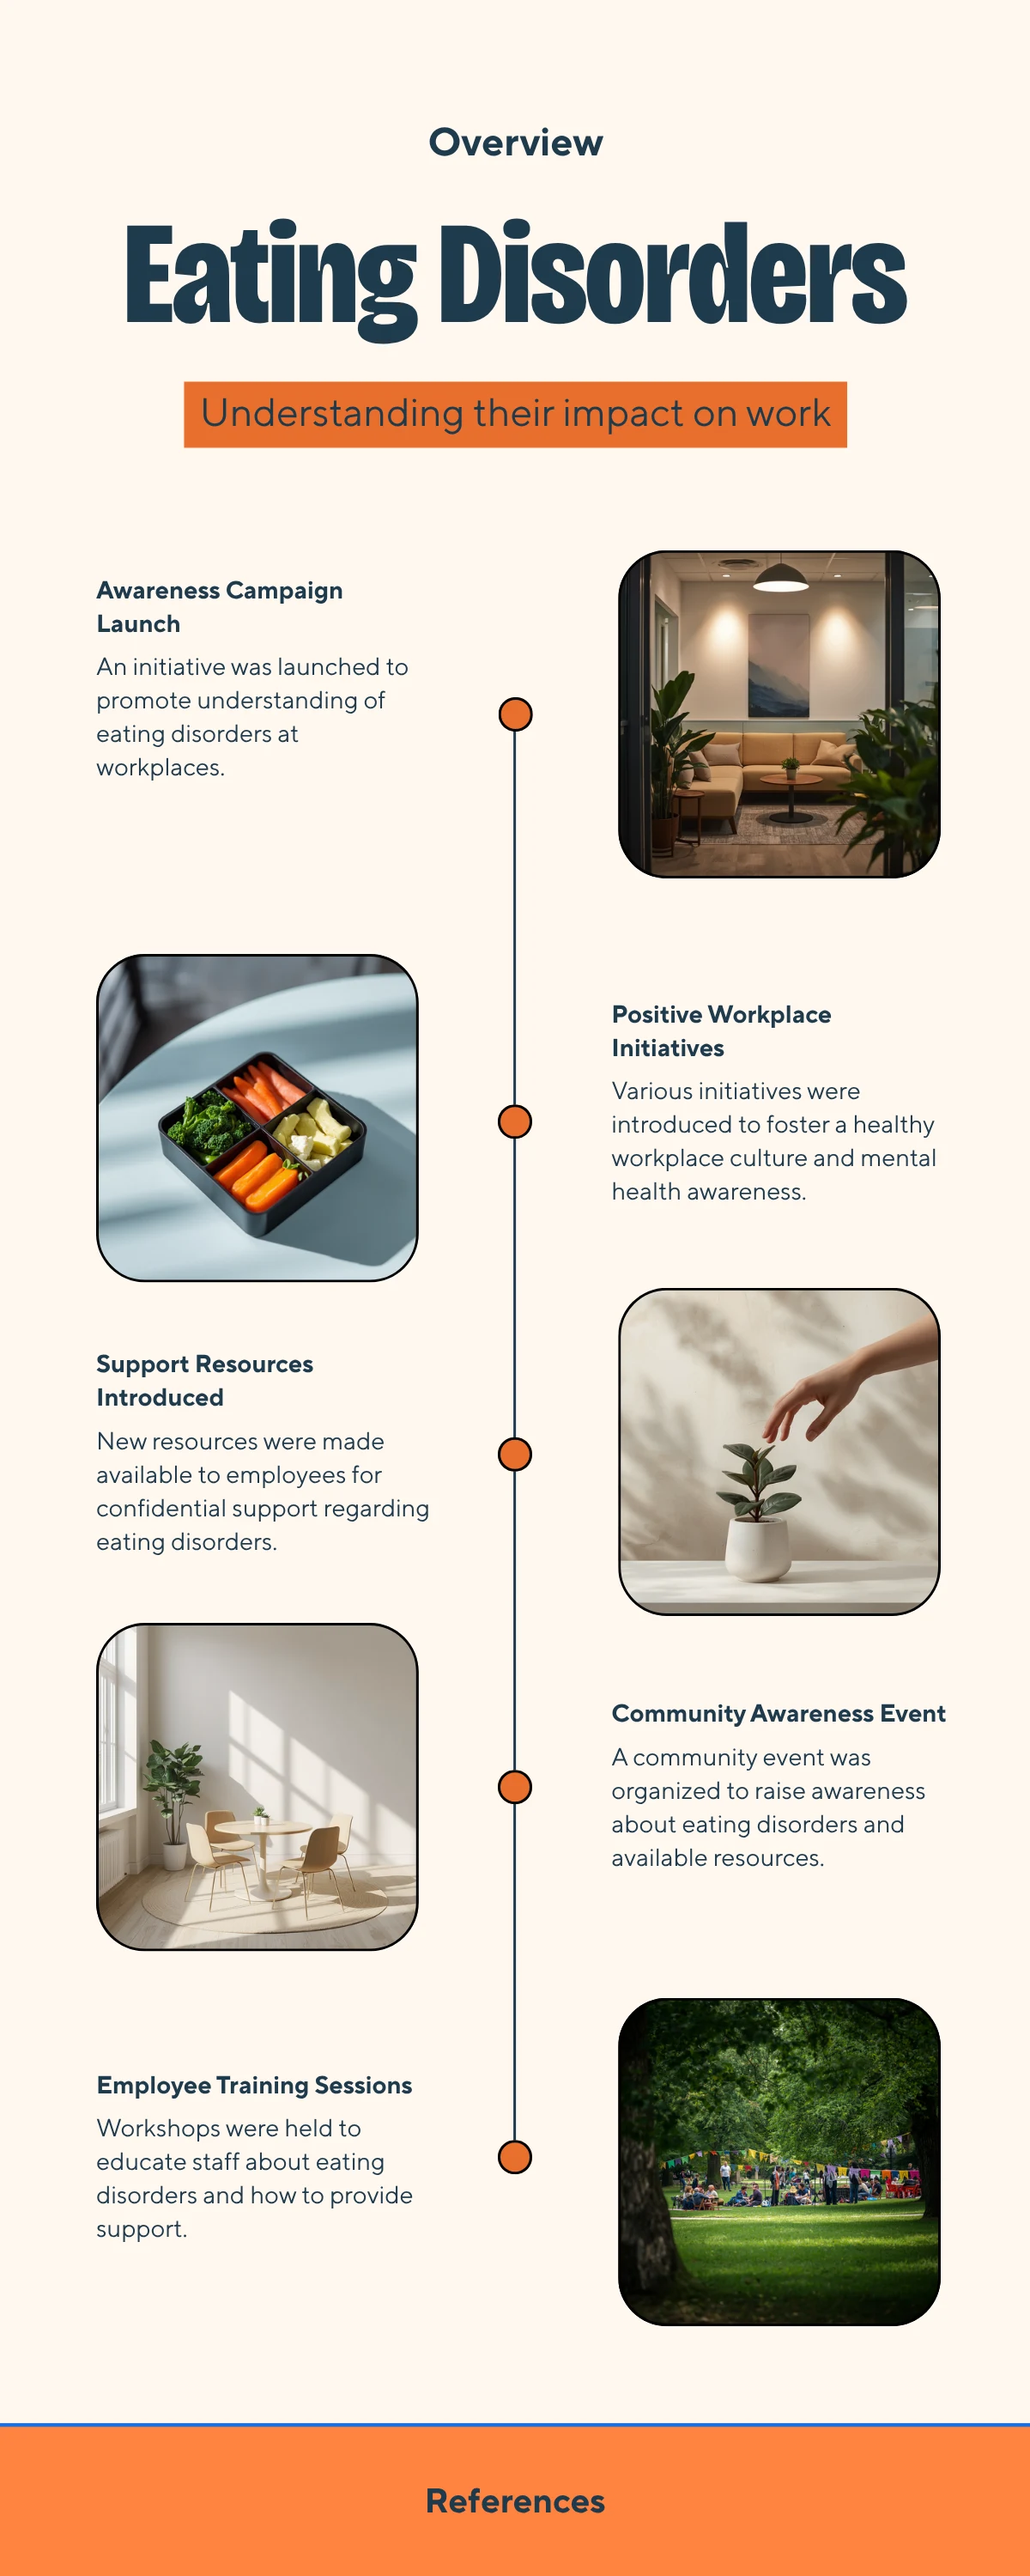 Overview
Eating Disorders
Understanding their impact on work
Awareness Campaign
Launch
An initiative was launched to
promote understanding of
eating disorders at
workplaces.
Positive Workplace
Initiatives
Various initiatives were
introduced to foster a healthy
workplace culture and mental
health awareness.
Support Resources
Introduced
New resources were made
available to employees for
confidential support regarding
eating disorders.
Community Awareness Event
A community event was
organized to raise awareness
about eating disorders and
available resources.
Employee Training Sessions
Workshops were held to
educate staff about eating
disorders and how to provide
support.
References